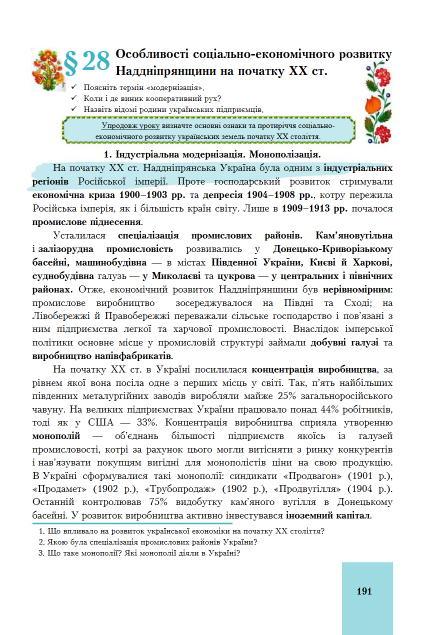 § 28 Особливості соціально-економічного розвитку
Наддніпрянщини на початку XX ст.
✓ Поясніть термін «модернізація».
✓ Коли і де виник кооперативний рух?
✓ Назвіть відомі родини українських підприємців,
Упродовж уроку визначте основні ознаки та протиріччя соціально-
економічного розвитку українських земель початку XX століття.
1. Індустріальна модернізація. Монополізація.
На початку XX ст. Наддніпрянська Україна була одним з індустріальних
регіонів Російської імперії. Проте господарський розвиток стримували
економічна криза 1900–1903 рр. та депресія 1904–1908 рр., котру пережила
Російська імперія, як і більшість країн світу. Лише в 1909–1913 рр. почалося
промислове піднесення.
Усталилася спеціалізація промислових районів. Кам’яновугільна
і залізорудна промисловість розвивались у Донецько-Криворізькому
басейні, машинобудівна — в містах Південної України, Києві й Харкові,
суднобудівна галузь — у Миколаєві та цукрова — у центральних і північних
районах. Отже, економічний розвиток Наддніпрянщини був нерівномірним:
промислове виробництво зосереджувалося на Півдні та Сході; на
Лівобережжі й Правобережжі переважали сільське господарство і пов’язані з
ним підприємства легкої та харчової промисловості. Внаслідок імперської
політики основне місце у промисловій структурі займали добувні галузі та
виробництво напівфабрикатів.
На початку XX ст. в Україні посилилася концентрація виробництва, за
рівнем якої вона посіла одне з перших місць у світі. Так, п’ять найбільших
південних металургійних заводів виробляли майже 25% загальноросійського
чавуну. На великих підприємствах України працювало понад 44% робітників,
тоді як у США — 33%. Концентрація виробництва сприяла утворенню
монополій — об’єднань більшості підприємств якоїсь із галузей
промисловості, котрі за рахунок цього могли витісняти з ринку конкурентів
і нав’язувати покупцям вигідні для монополістів ціни на свою продукцію.
В Україні сформувалися такі монополії: синдикати «Продвагон» (1901 р.),
«Продамет» (1902 р.), «Трубопродаж» (1902 р.), «Продвугілля» (1904 р.).
Останній контролював 75% видобутку кам’яного вугілля в Донецькому
басейні. У розвиток виробництва активно інвестувався іноземний капітал.
1. Що впливало на розвиток української економіки на початку XX століття?
2. Якою була спеціалізація промислових районів України?
3. Що таке монополії? Які монополії діяли в Україні?
191